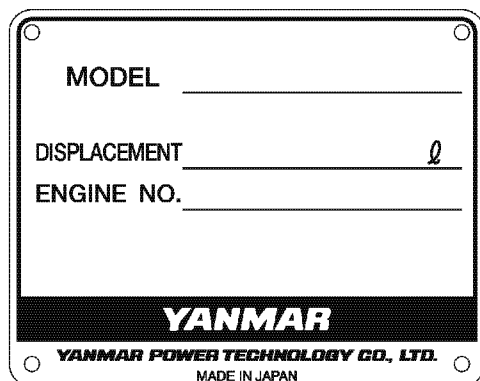 MODEL
DISPLACEMENT ℓ
ENGINE NO.
YANMAR
YANMAR POWER TECHNOLOGY CO., LTD.
MADE IN JAPAN